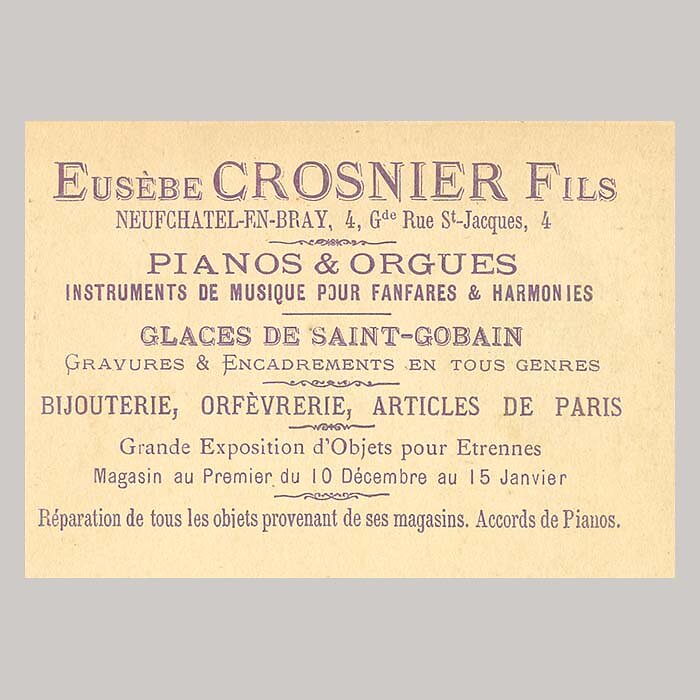 EUSÈBE CROSNIER FILS
NEUFCHATEL-EN-BRAY, 4, Gde Rue St-Jacques, 4
PIANOS & ORGUES
INSTRUMENTS DE MUSIQUE POUR FANFARES & HARMONIES
GLACES DE SAINT-GOBAIN
GRAVURES & ENCADREMENTS EN TOUS GENRES
BIJOUTERIE, ORFÈVRERIE, ARTICLES DE PARIS
Grande Exposition d'Objets pour Etrennes
Magasin au Premier du 10 Décembre au 15 Janvier
Réparation de tous les objets provenant de ses magasins. Accords de Pianos.